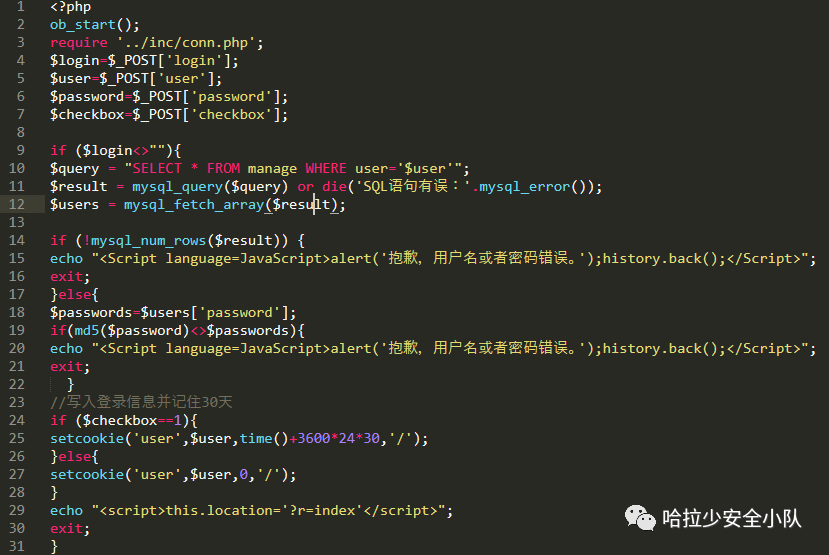 1 <?php
2 ob_start();
3 require '../inc/conn.php';
4 $login=$_POST['login'];
5 $user=$_POST['user'];
6 $password=$_POST['password'];
7 $checkbox=$_POST['checkbox'];
8
9 if ($login<>""){
10 $query = "SELECT * FROM manage WHERE user='$user'";
11 $result = mysql_query($query) or die('SQL语句有误：'.mysql_error());
12 $users = mysql_fetch_array($result);
13
14 if (!mysql_num_rows($result)) {
15 echo "<Script language=JavaScript>alert('抱歉，用户名或者密码错误。');history.back();</Script>";
16 exit;
17 }else{
18 $passwords=$users['password'];
19 if(md5($password)<>$passwords){
20 echo "<Script language=JavaScript>alert('抱歉，用户名或者密码错误。');history.back();</Script>";
21 exit;
22 }
23 //写入登录信息并记住30天
24 if ($checkbox==1){
25 setcookie('user',$user,time()+3600*24*30,'/');
26 }else{
27 setcookie('user',$user,0,'/');
28 }
29 echo "<script>this.location='?r=index'</script>";
30 exit;
31 }
哈拉少安全小队